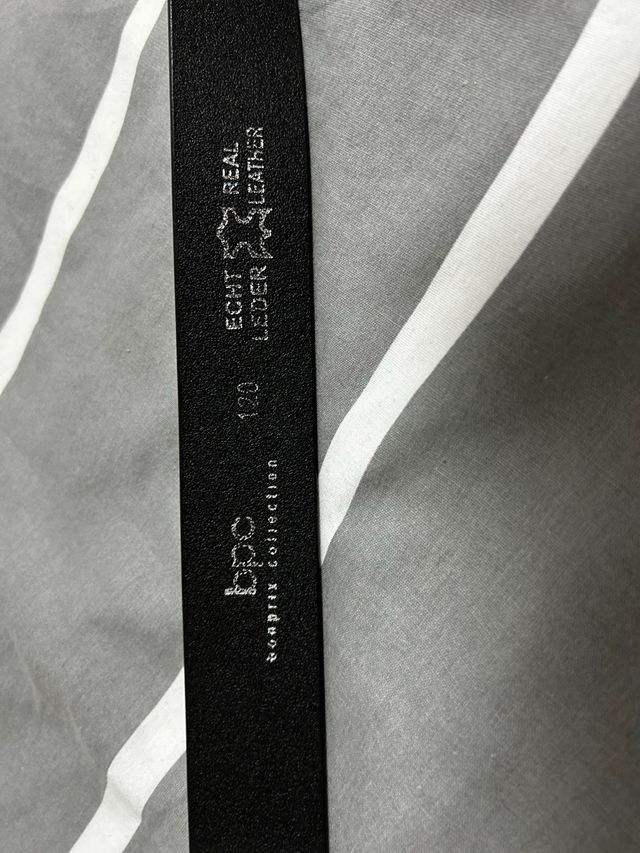 bpc
bonprix Collection
120
ECHT REAL
LEDER LEATHER